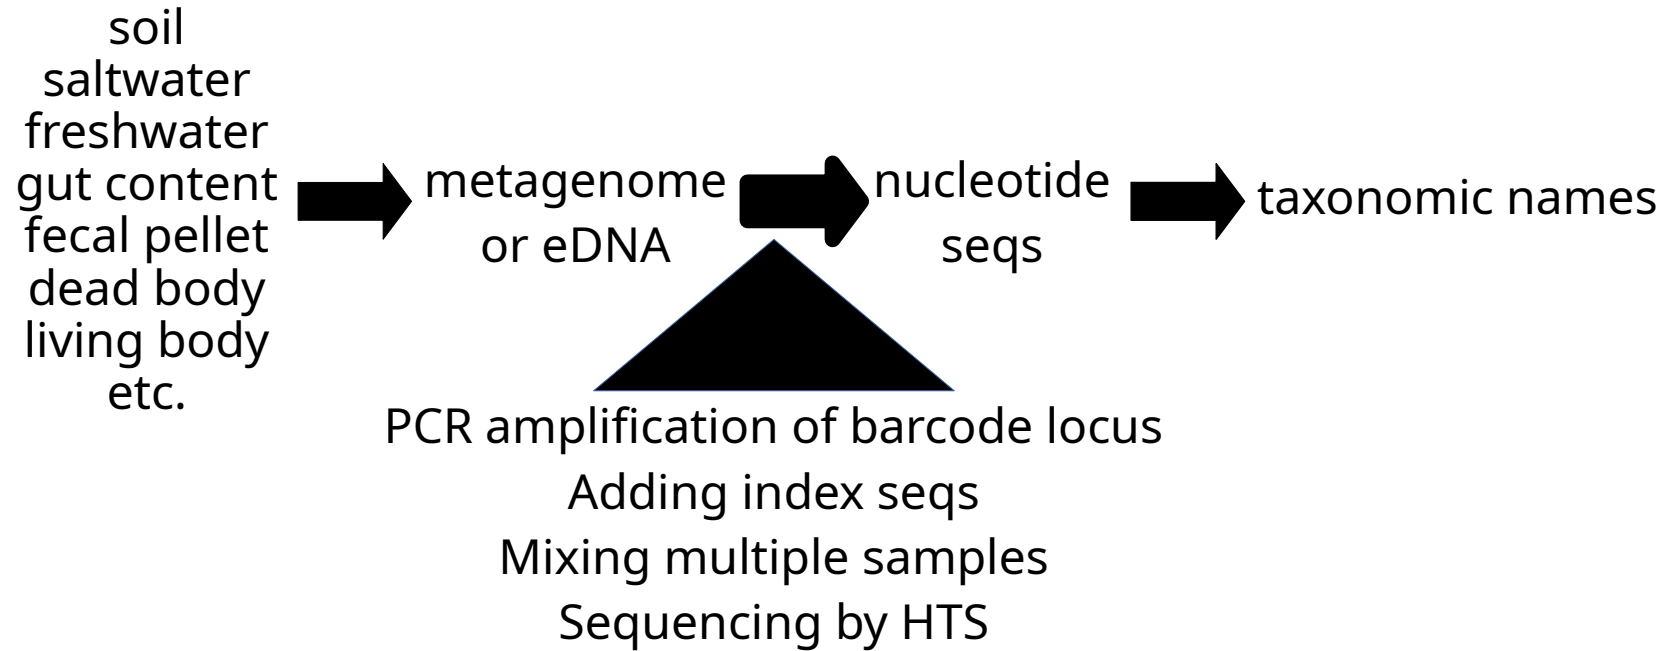 soil
saltwater
freshwater
gut content
fecal pellet
dead body
living body
etc.
metagenome
or eDNA
nucleotide
seqs
taxonomic names
PCR amplification of barcode locus
Adding index seqs
Mixing multiple samples
Sequencing by HTS